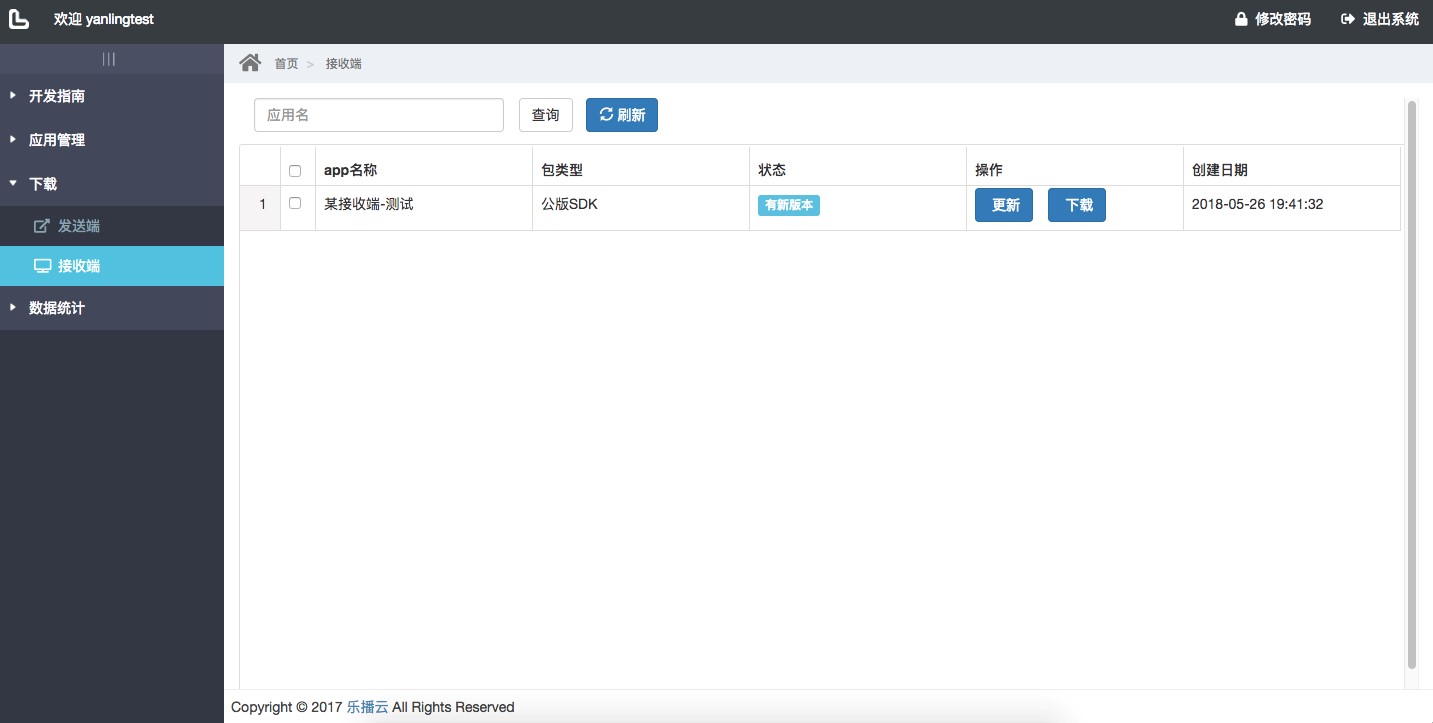 欢迎 yanlingtest
修改密码
退出系统
开发指南
应用管理
下载
发送端
接收端
数据统计
首页 > 接收端
应用名
查询
刷新
app名称 包类型 状态 操作 创建日期
1 某接收端-测试 公版SDK 有新版本 更新 下载 2018-05-26 19:41:32
Copyright © 2017 乐播云 All Rights Reserved